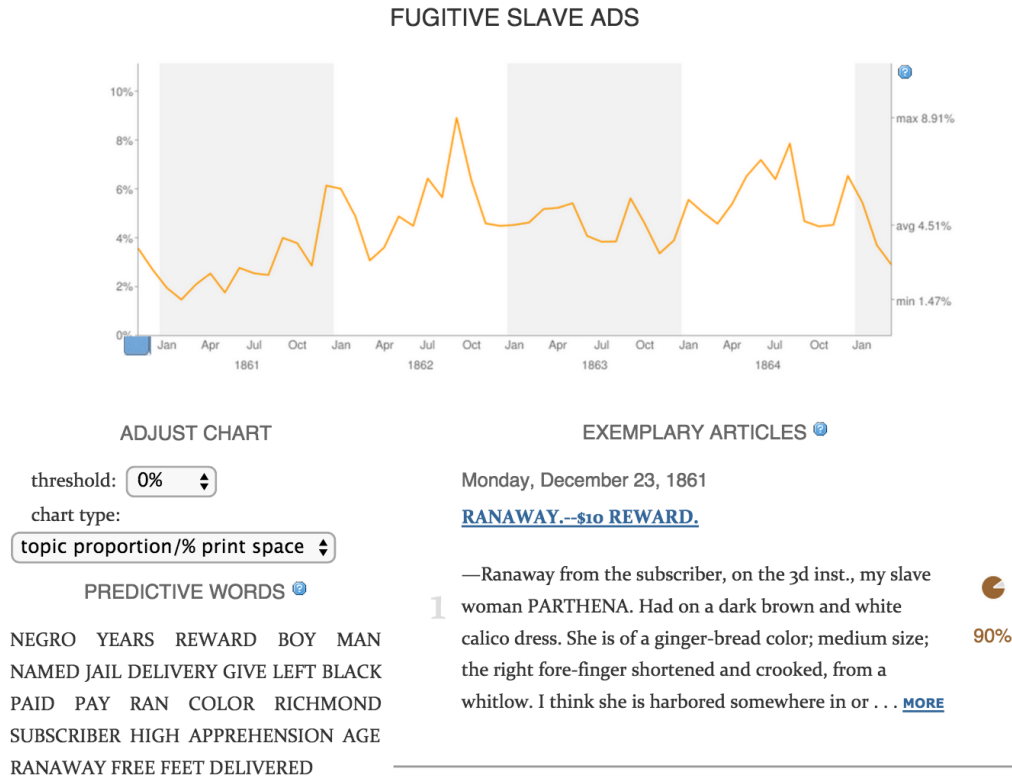 FUGITIVE SLAVE ADS
10%
8%
6%
4%
2%
0%
max 8.91%
avg 4.51%
min 1.47%
Jan Apr Jul Oct Jan Apr Jul Oct Jan Apr Jul Oct Jan Apr Jul Oct Jan
1861 1862 1863 1864
ADJUST CHART
threshold: 0%
chart type:
topic proportion/% print space
PREDICTIVE WORDS
NEGRO YEARS REWARD BOY MAN
NAMED JAIL DELIVERY GIVE LEFT BLACK
PAID PAY RAN COLOR RICHMOND
SUBSCRIBER HIGH APPREHENSION AGE
RANAWAY FREE FEET DELIVERED
EXEMPLARY ARTICLES
Monday, December 23, 1861
RANAWAY.--$10 REWARD.
1
—Ranaway from the subscriber, on the 3d inst., my slave
woman PARTHENA. Had on a dark brown and white
calico dress. She is of a ginger-bread color; medium size;
the right fore-finger shortened and crooked, from a
whitlow. I think she is harbored somewhere in or . . . MORE
90%